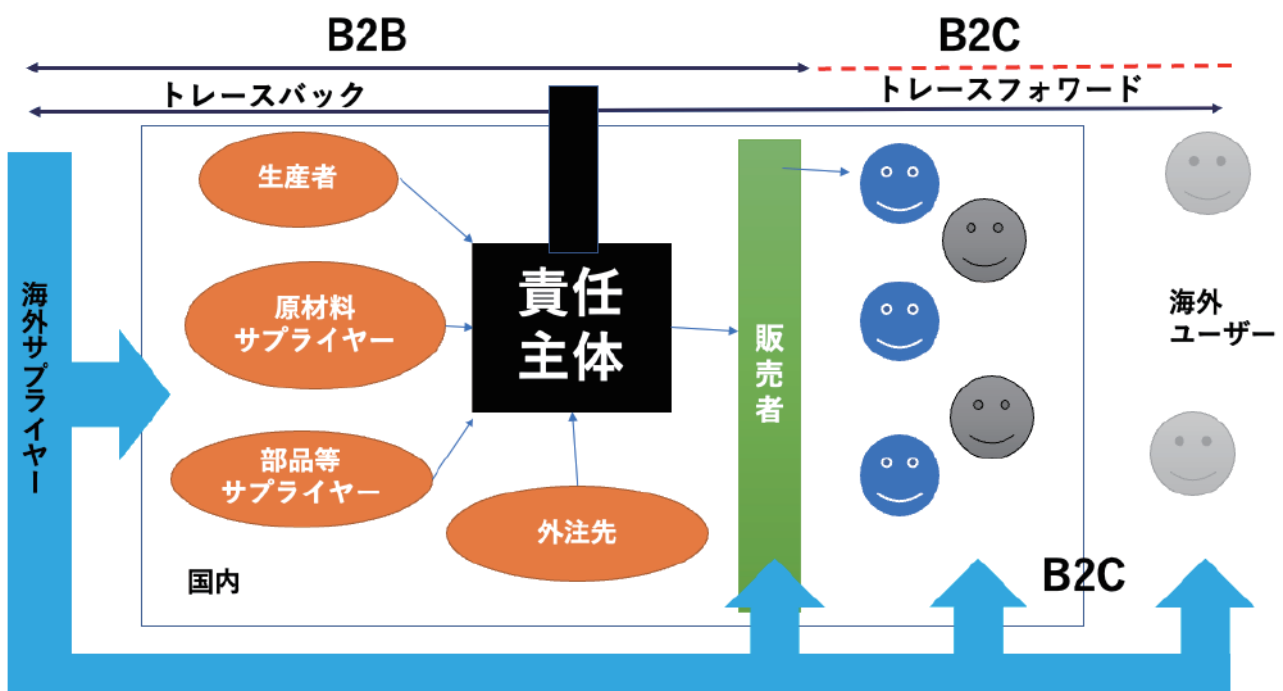 B2B
B2C
トレースバック
トレースフォワード
生産者
原材料
サプライヤー
責任
主体
販売者
海外サプライヤー
海外
ユーザー
部品等
サプライヤー
外注先
国内
B2C